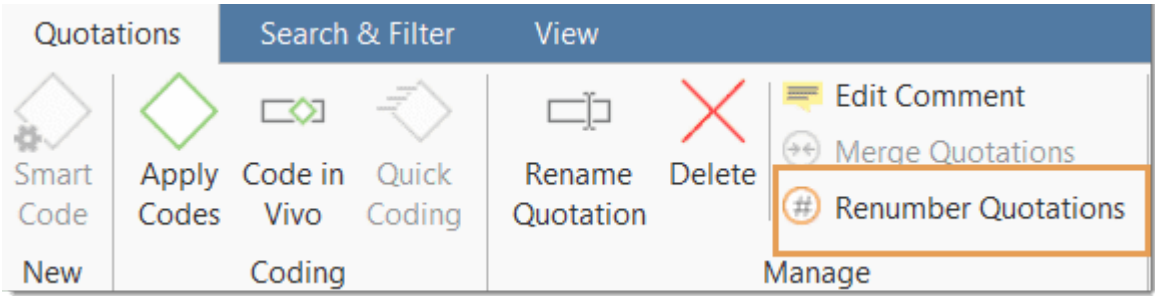 Quotations Search & Filter View
Smart Code
Apply Codes
Code in Vivo
Quick Coding
Rename Quotation
Delete
Edit Comment
Merge Quotations
# Renumber Quotations
New Coding Manage